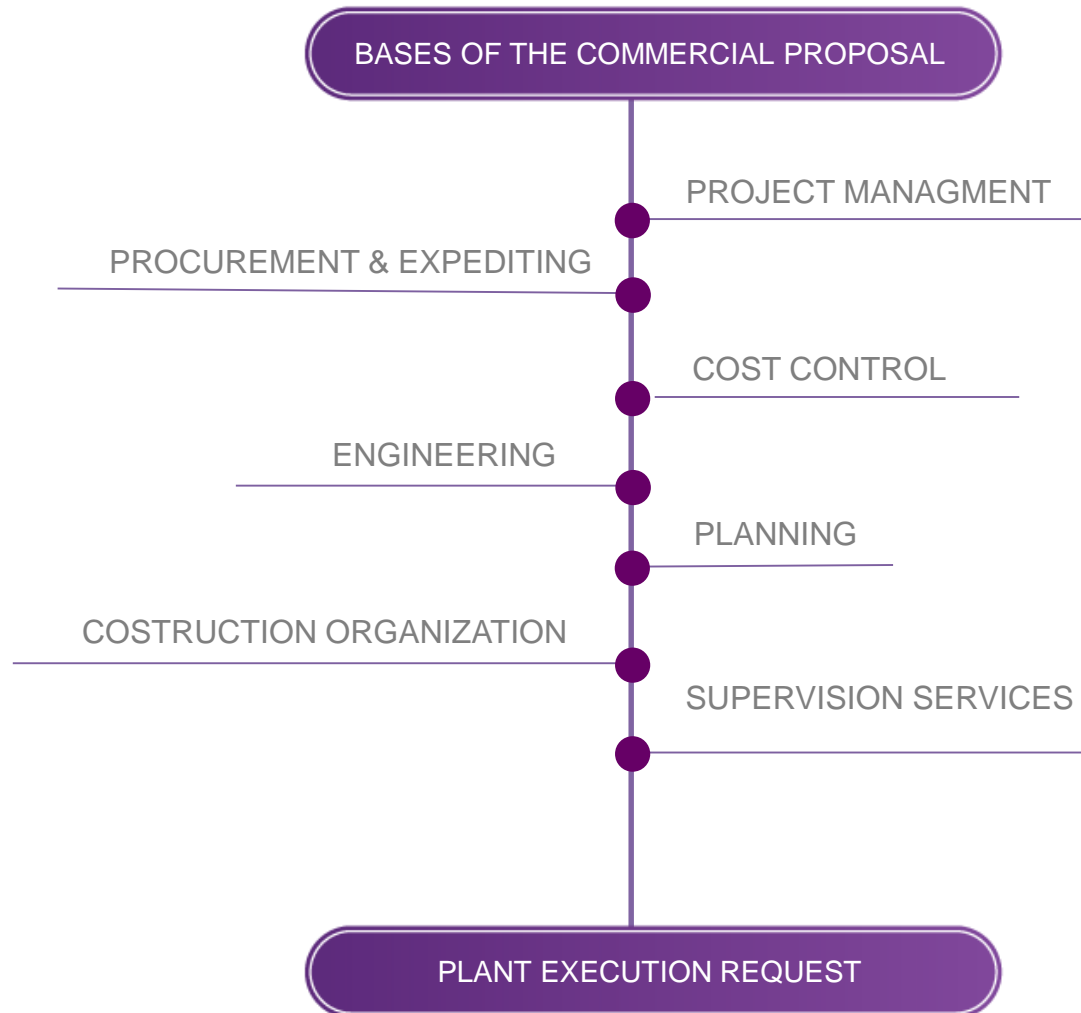 BASES OF THE COMMERCIAL PROPOSAL
PROJECT MANAGMENT
PROCUREMENT & EXPEDITING
COST CONTROL
ENGINEERING
PLANNING
COSTRUCTION ORGANIZATION
SUPERVISION SERVICES
PLANT EXECUTION REQUEST